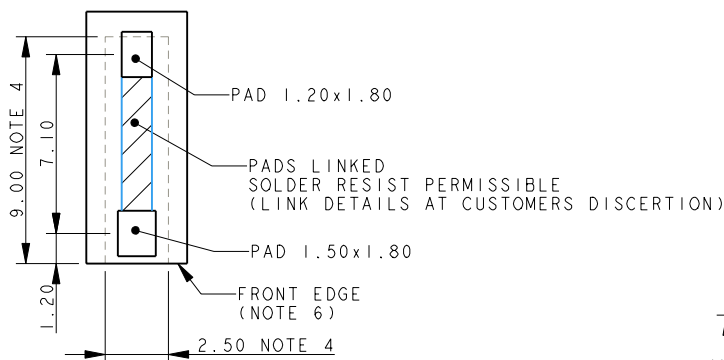 PAD 1.20x1.80
9.00 NOTE 4
7.10
PADS LINKED
SOLDER RESIST PERMISSIBLE
(LINK DETAILS AT CUSTOMERS DISCERTION)
PAD 1.50x1.80
1.20
FRONT EDGE
(NOTE 6)
2.50 NOTE 4